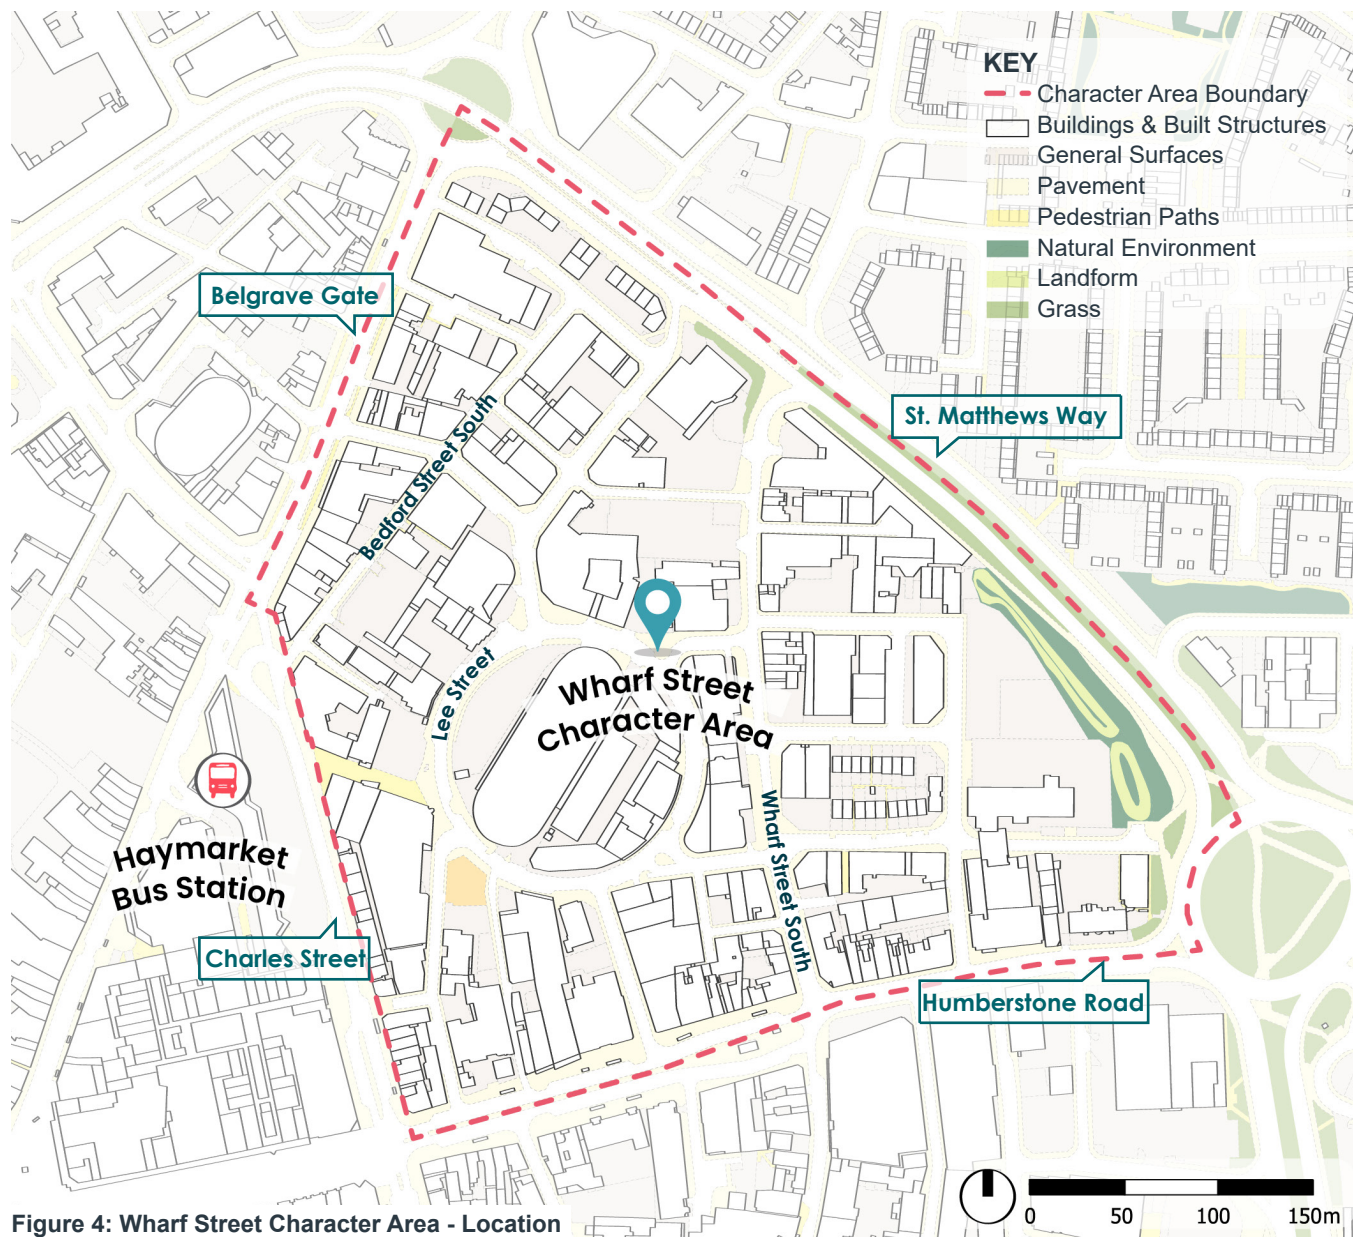 KEY
Character Area Boundary
Buildings & Built Structures
General Surfaces
Pavement
Pedestrian Paths
Natural Environment
Landform
Grass
Belgrave Gate
St. Matthews Way
Bedford Street South
Lee Street
Wharf Street
Character Area
Wharf Street South
Haymarket
Bus Station
Charles Street
Humberstone Road
0 50 100 150m
Figure 4: Wharf Street Character Area - Location